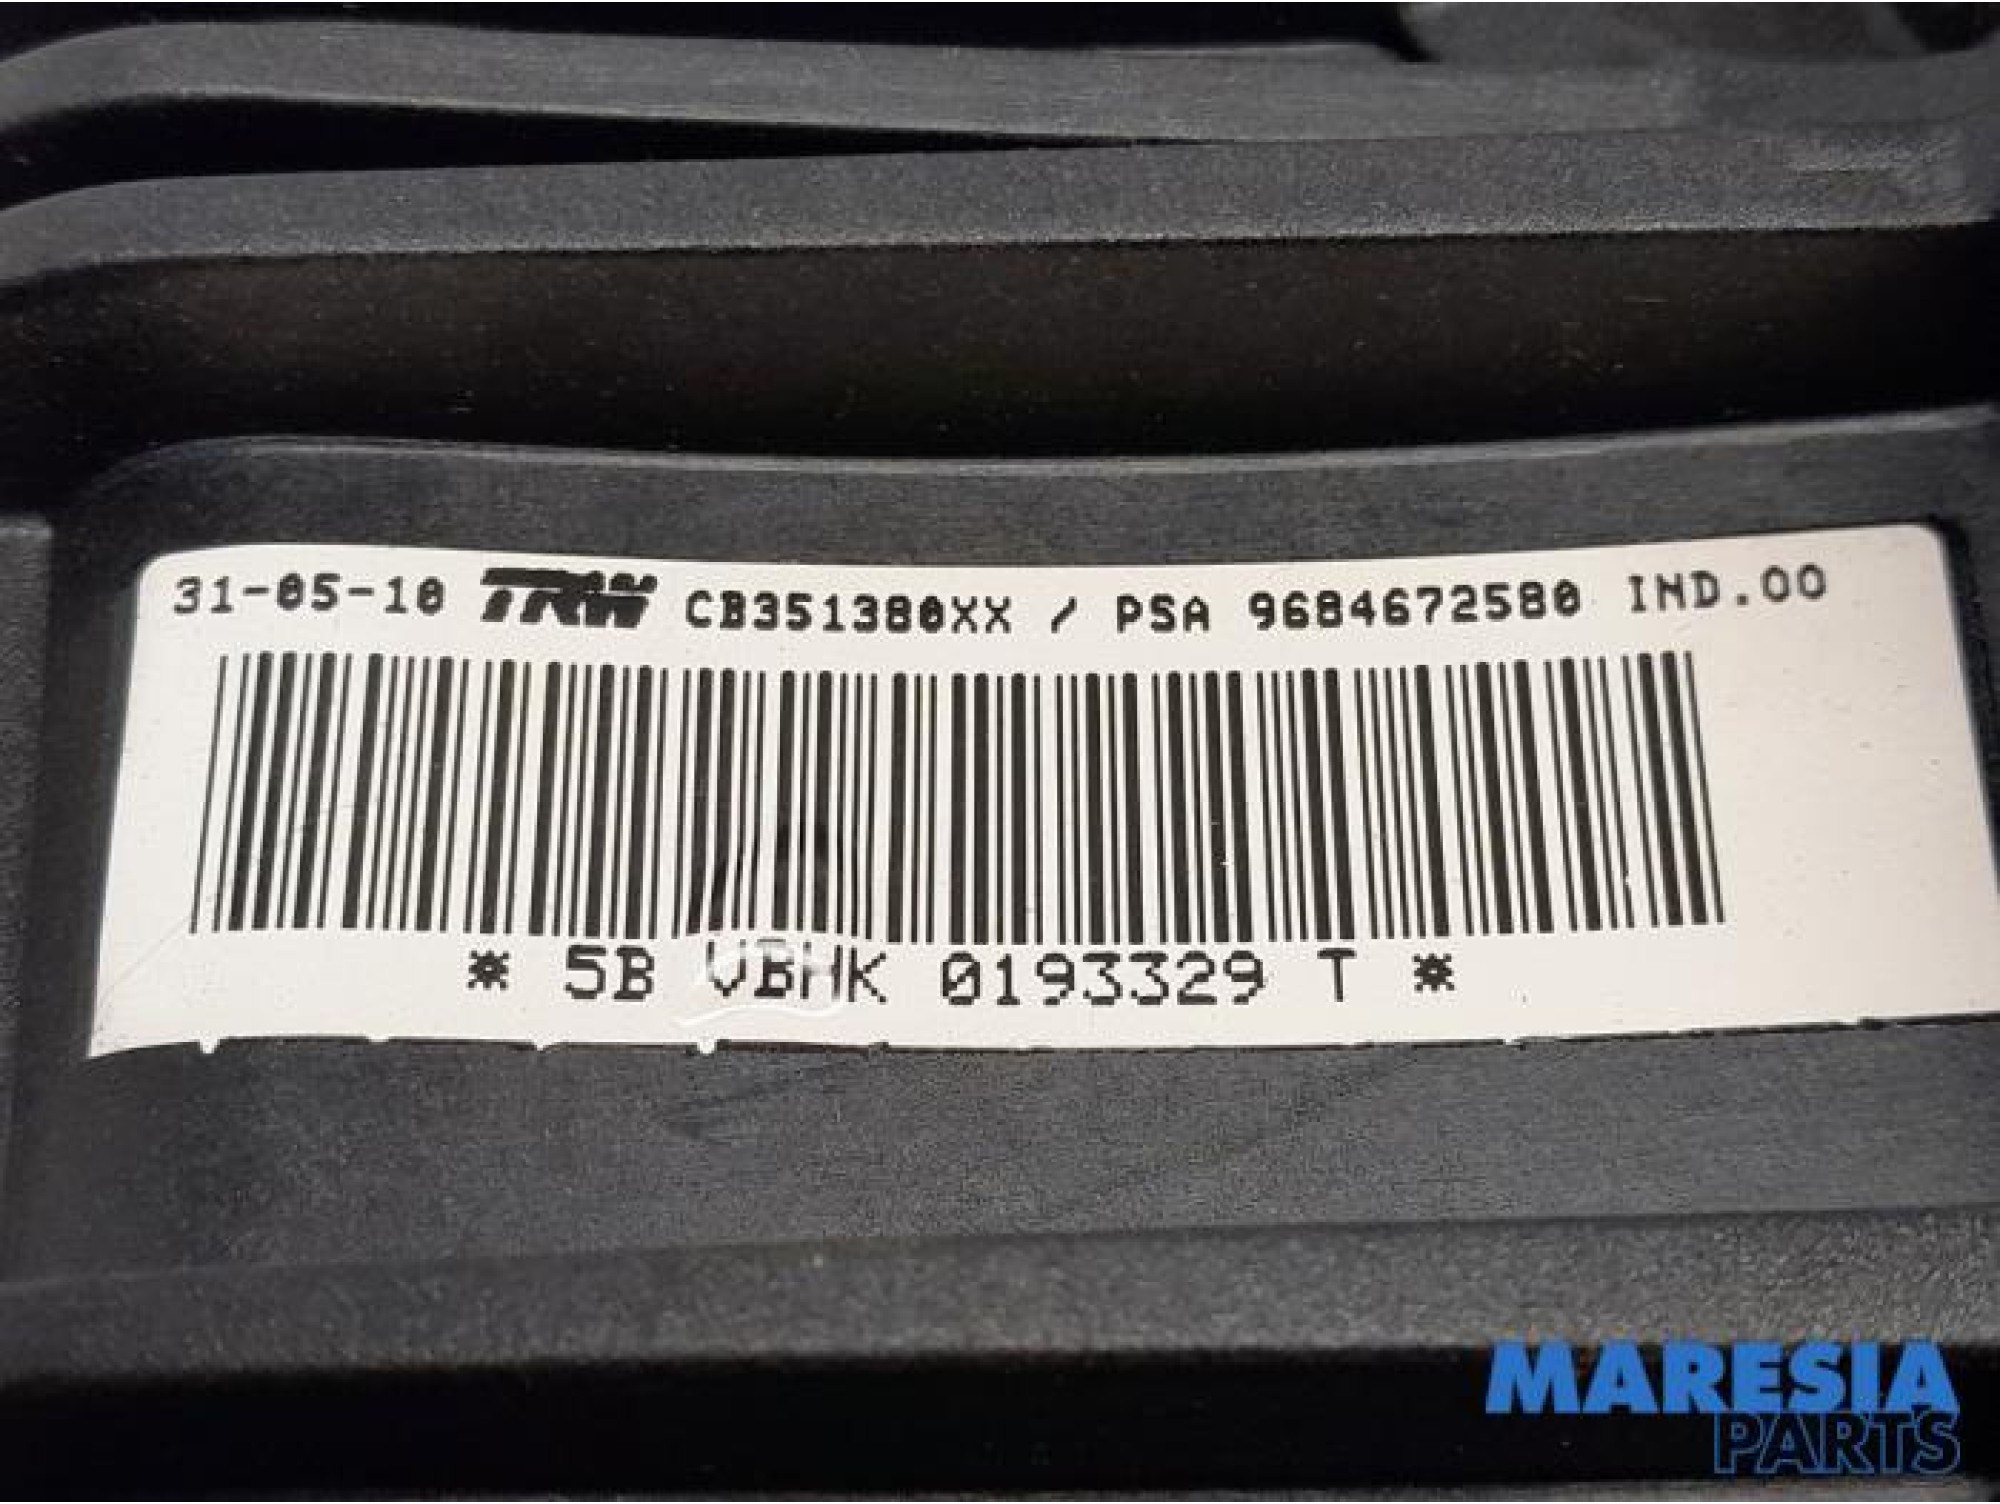 31-05-10 TRW CB351380XX / PSA 9684672580 IND.00
* 5B VBHK 0193329 T *
MARESIA
PARTS